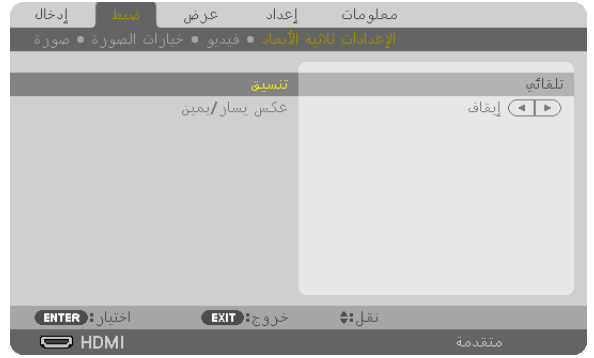 إدخال ضبط عرض إعداد معلومات
صورة • خيارات الصورة • فيديو • الإعدادات ثلاثية الأبعاد
تنسيق تلقائي
عكس يسار/يمين إيقاف
ENTER :اختيار EXIT :خروج نقل:
HDMI متقدمة